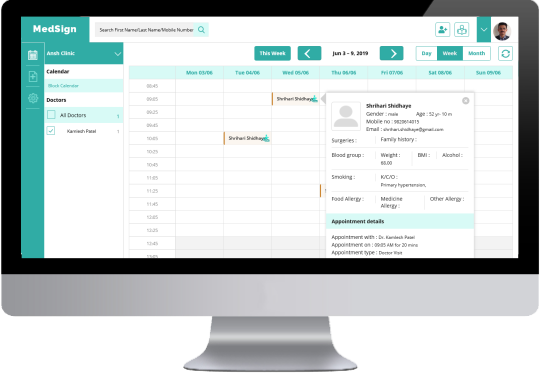 MedSign
Search First Name/Last Name/Mobile Number
Ansh Clinic
This Week
Jun 3 - 9, 2019
Day Week Month
Calendar
Block Calendar
Doctors
All Doctors 1
Kamlesh Patel 1
Mon 03/06 Tue 04/06 Wed 05/06 Thu 06/06 Fri 07/06 Sat 08/06 Sun 09/06
08:45
09:05 Shrihari Shidhaye
09:25
09:45
10:05 Shrihari Shidhaye
10:25
10:45
11:05
11:25
11:45
12:05
12:25
12:45
13:05
Shrihari Shidhaye
Gender : male Age : 52 yr- 10 m
Mobile no : 9820614015
Email : shrihari.shidhaye@gmail.com
Surgeries : Family history :
Blood group : Weight : BMI : Alcohol :
68.00
Smoking : K/C/O :
Primary hypertension,
Food Allergy : Medicine Other Allergy :
Allergy :
Appointment details
Appointment with : Dr. Kamlesh Patel
Appointment on : 09:05 AM for 20 mins
Appointment type : Doctor Visit